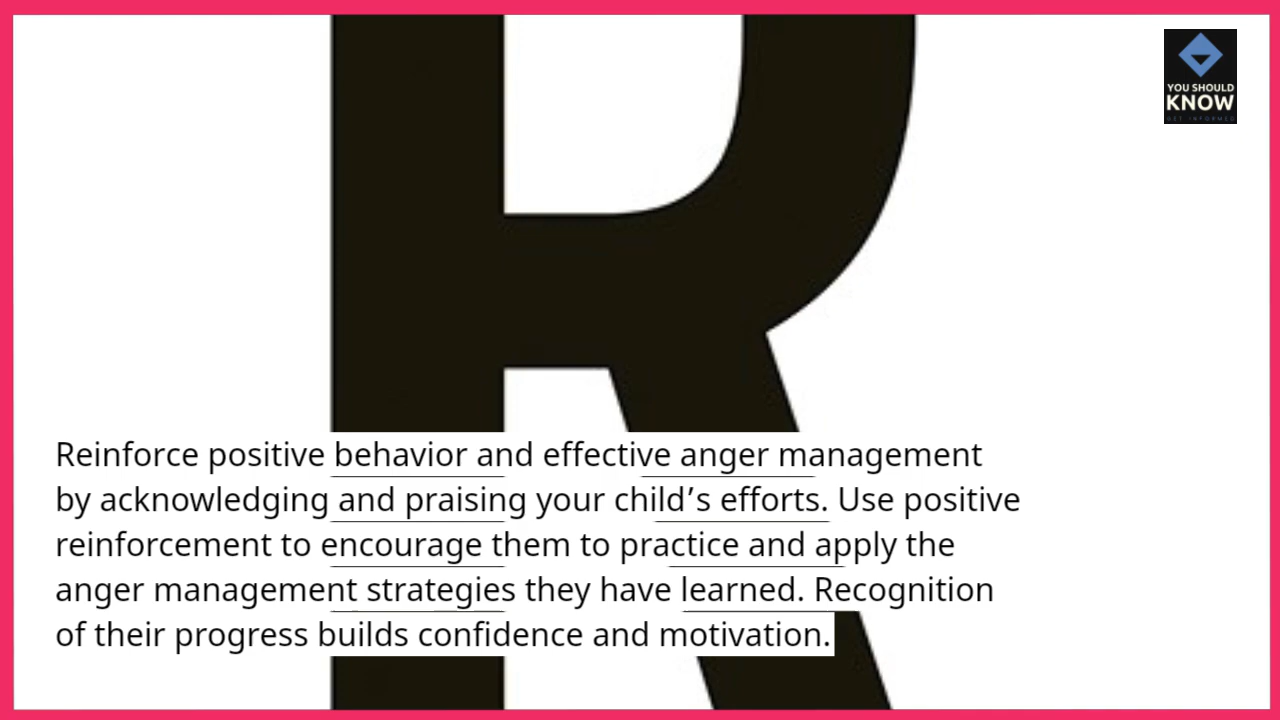 R
YOU SHOULD
KNOW
GET INFORMED
Reinforce positive behavior and effective anger management
by acknowledging and praising your child’s efforts. Use positive
reinforcement to encourage them to practice and apply the
anger management strategies they have learned. Recognition
of their progress builds confidence and motivation.